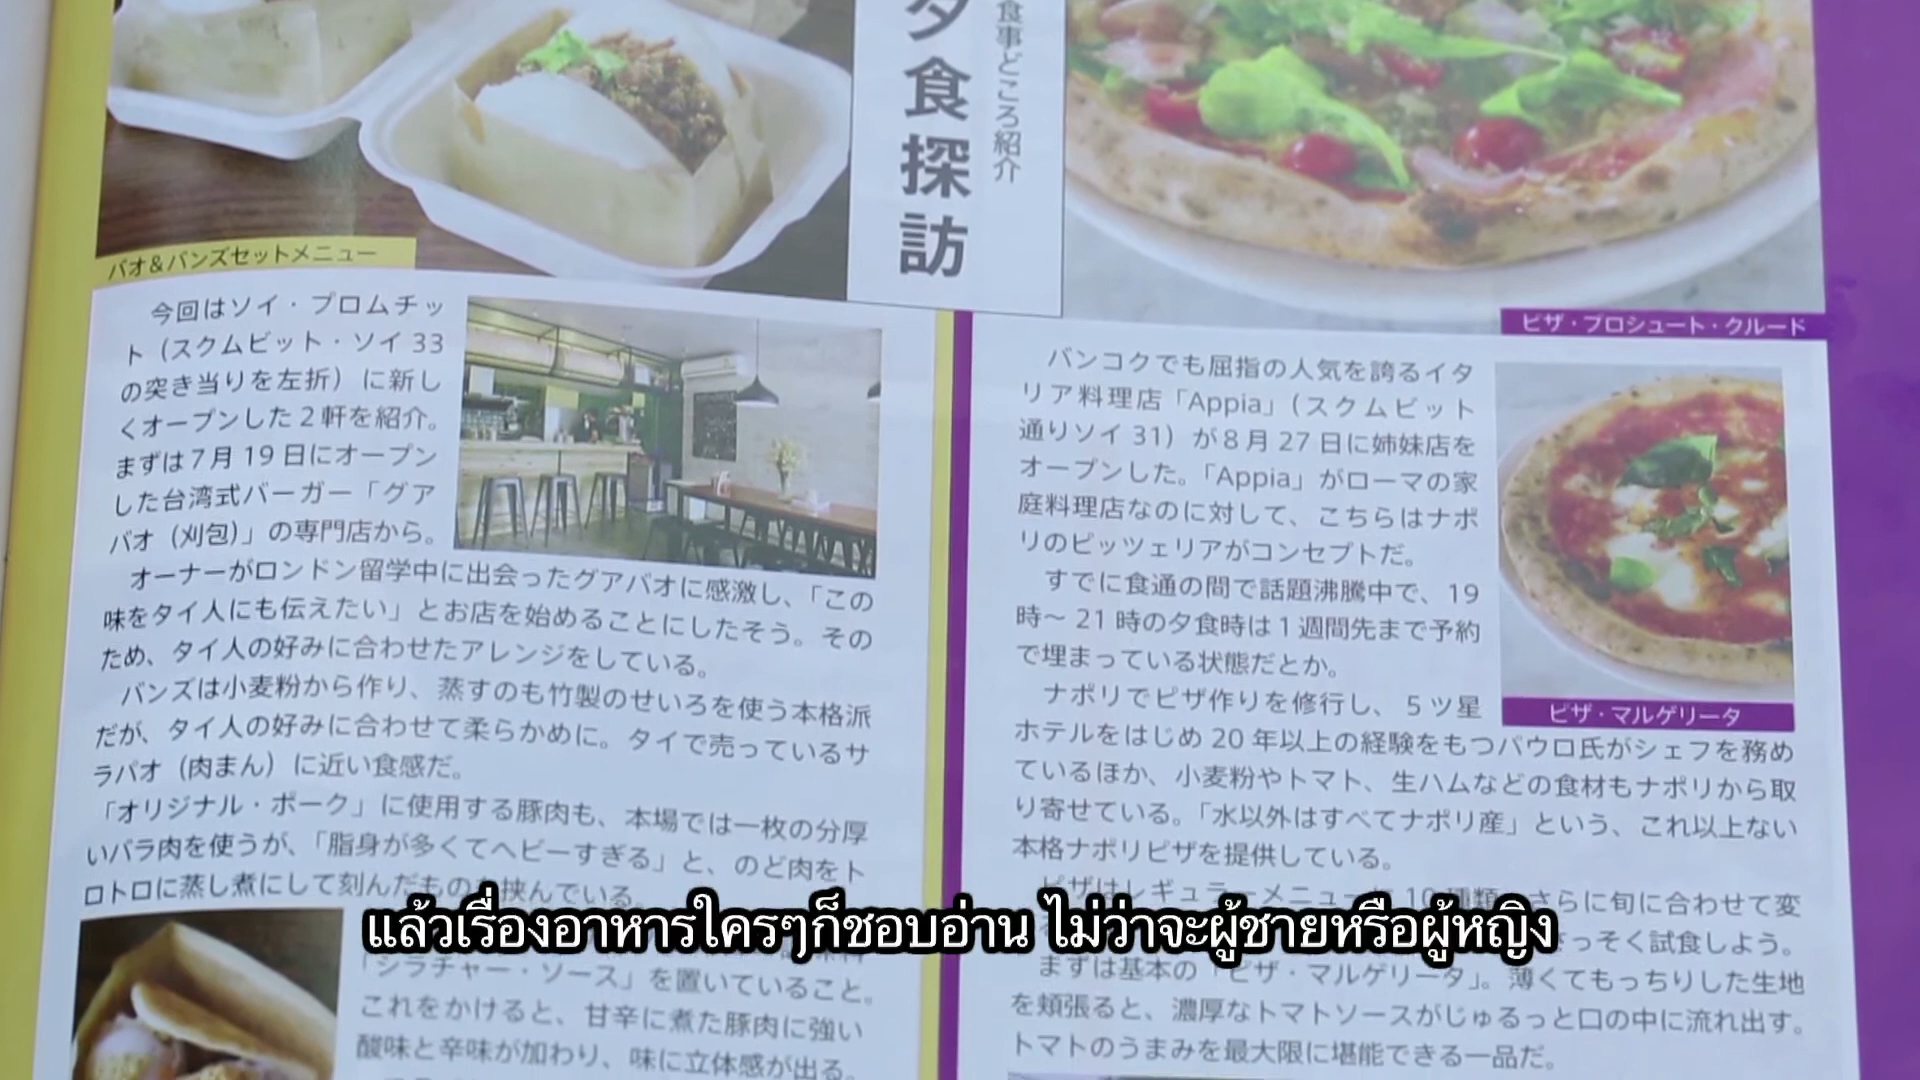 夕食探訪
食事どころ紹介
バオ&バンズセットメニュー
今回はソイ・プロムチッ
ト（スクムビット・ソイ 33
の突き当りを左折）に新し
くオープンした 2 軒を紹介。
まずは 7 月 19 日にオープン
した台湾式バーガー「グア
バオ（刈包）」の専門店から。
オーナーがロンドン留学中に出会ったグアバオに感激し、「この
味をタイ人にも伝えたい」とお店を始めることにしたそう。その
ため、タイ人の好みに合わせたアレンジをしている。
バンズは小麦粉から作り、蒸すのも竹製のせいろを使う本格派
だが、タイ人の好みに合わせて柔らかめに。タイで売っているサ
ラパオ（肉まん）に近い食感だ。
「オリジナル・ポーク」に使用する豚肉も、本場では一枚の分厚
いバラ肉を使うが、「脂身が多くてヘビーすぎる」と、のど肉をト
ロトロに蒸し煮にして刻んだものを挟んでいる。
「シラチャー・ソース」を置いていること。
これをかけると、甘辛に煮た豚肉に強い
酸味と辛味が加わり、味に立体感が出る。
ピザ・プロシュート・クルード
バンコクでも屈指の人気を誇るイタ
リア料理店「Appia」（スクムビット
通りソイ 31）が 8 月 27 日に姉妹店を
オープンした。「Appia」がローマの家
庭料理店なのに対して、こちらはナポ
リのピッツェリアがコンセプトだ。
すでに食通の間で話題沸騰中で、19
時～ 21 時の夕食時は 1 週間先まで予約
で埋まっている状態だとか。
ナポリでピザ作りを修行し、5 ツ星
ホテルをはじめ 20 年以上の経験をもつパウロ氏がシェフを務め
ているほか、小麦粉やトマト、生ハムなどの食材もナポリから取
り寄せている。「水以外はすべてナポリ産」という、これ以上ない
本格ナポリピザを提供している。
ピザはレギュラーメニュー 10 種類 さらに旬に合わせて変
さっそく試食しよう。
まずは基本の「ピザ・マルゲリータ」。薄くてもっちりした生地
を頬張ると、濃厚なトマトソースがじゅるっと口の中に流れ出す。
トマトのうまみを最大限に堪能できる一品だ。
ピザ・マルゲリータ
แล้วเรื่องอาหารใครๆก็ชอบอ่าน ไม่ว่าจะผู้ชายหรือผู้หญิง